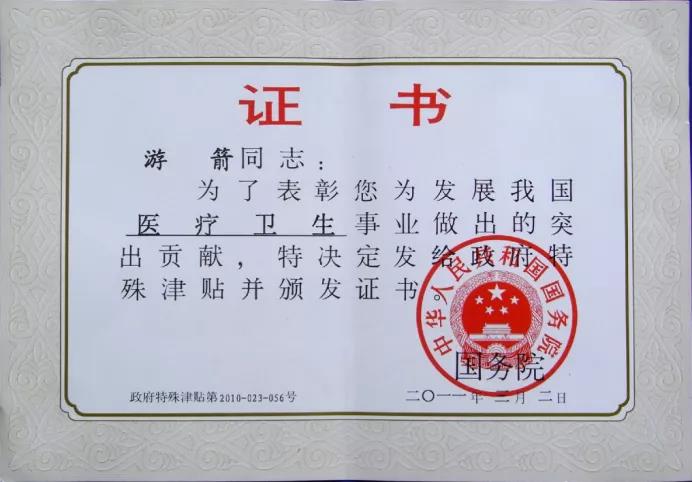 证 书
游 箭同志：
为了表彰您为发展我国
医疗卫生事业做出的突
出贡献，特决定发给政府特
殊津贴并颁发证书。
中华人民共和国国务院
国务院
政府特殊津贴第2010-023-056号
二〇一一年 三月 二日